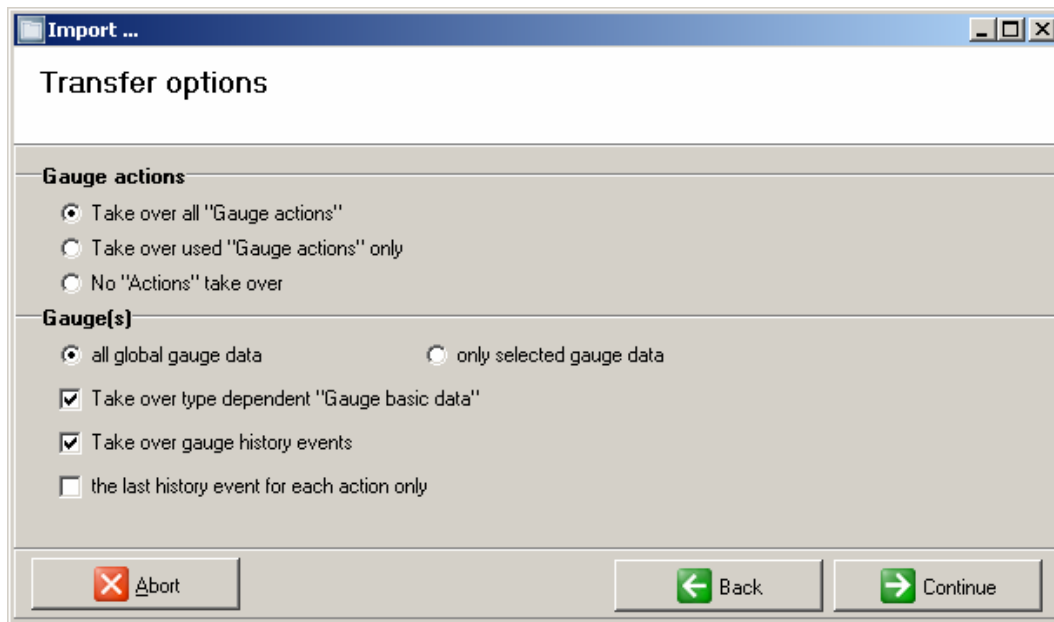 Import ...
Transfer options
Gauge actions
Take over all "Gauge actions"
Take over used "Gauge actions" only
No "Actions" take over
Gauge(s)
all global gauge data only selected gauge data
Take over type dependent "Gauge basic data"
Take over gauge history events
the last history event for each action only
Abort Back Continue